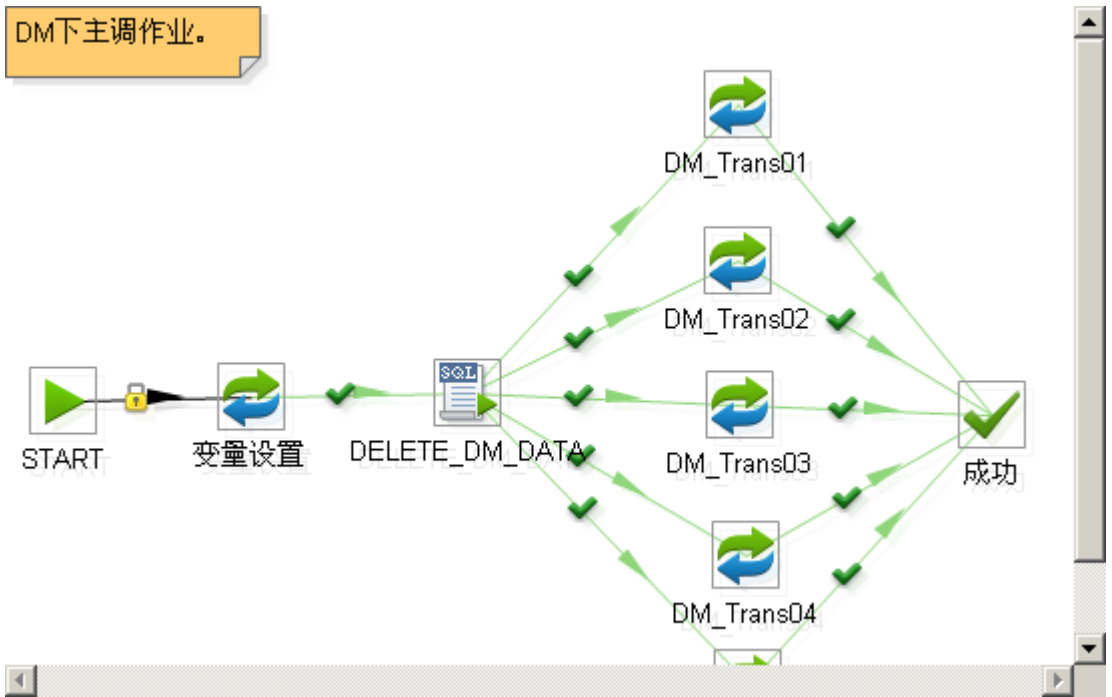 DM下主调作业。
DM_Trans01
DM_Trans02
SQL
START
变量设置
DELETE_DM_DATA
DM_Trans03
成功
DM_Trans04